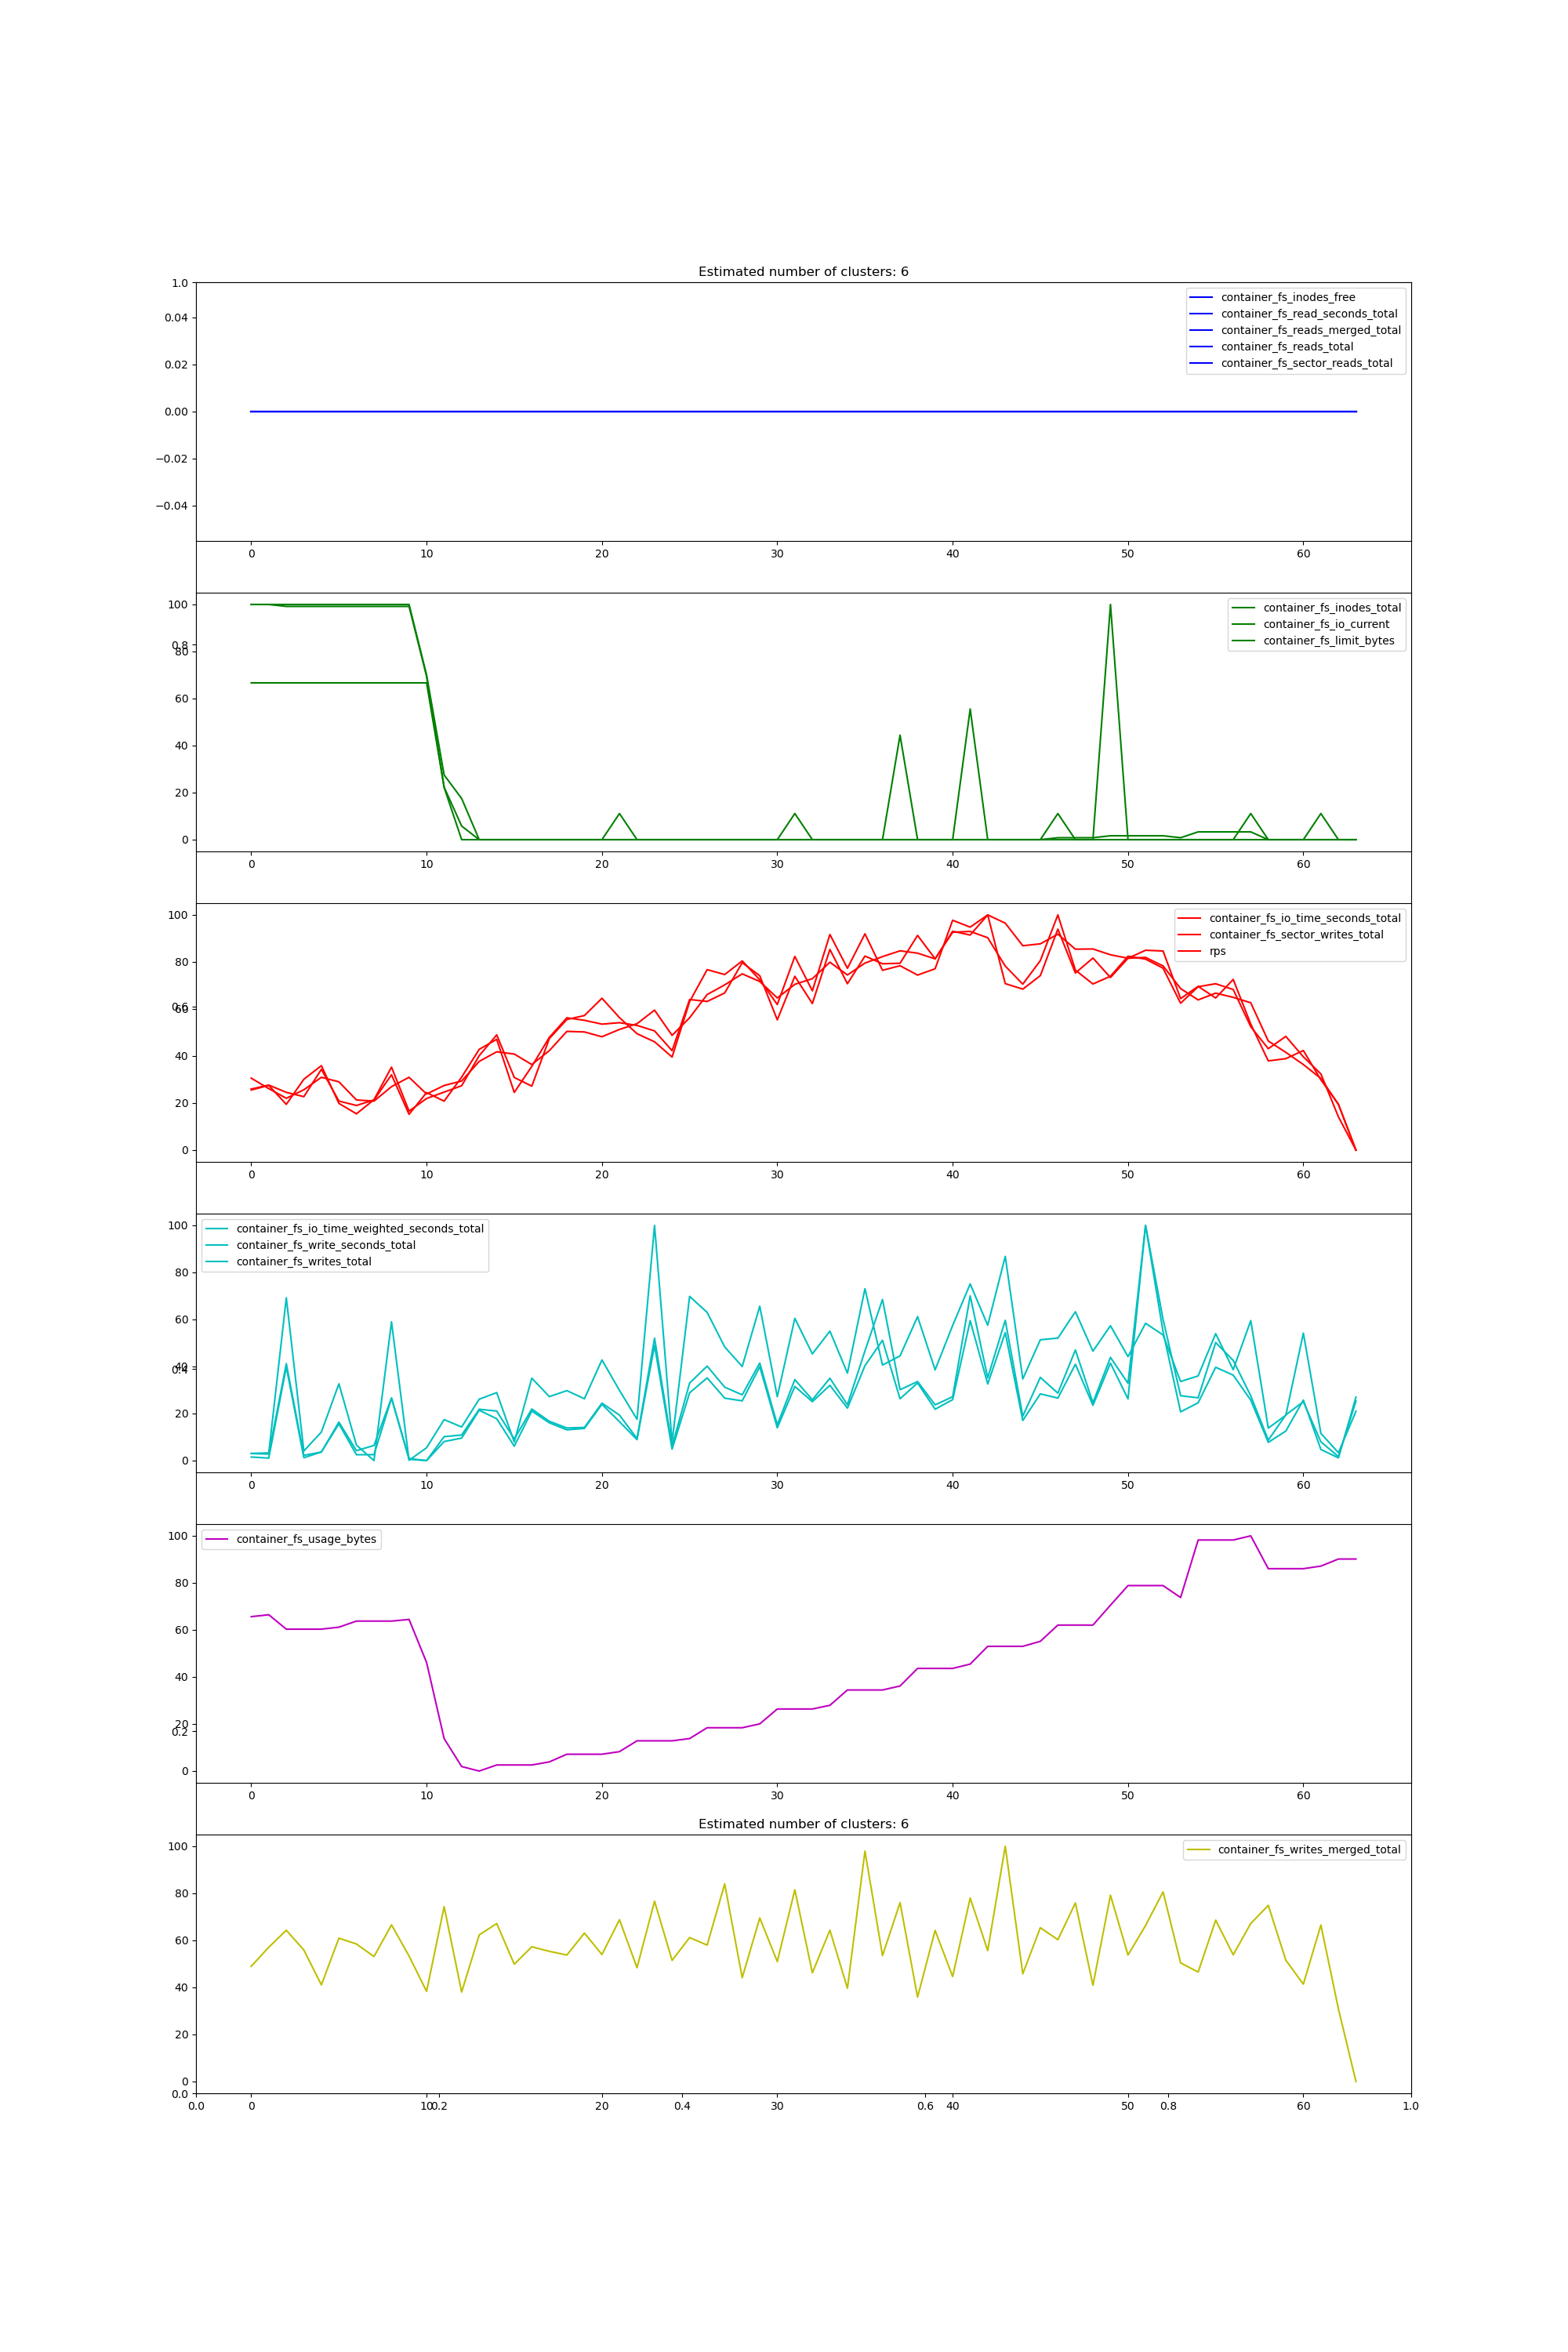 Estimated number of clusters: 6
1.0
0.04
0.02
0.00
−0.02
−0.04
container_fs_inodes_free
container_fs_read_seconds_total
container_fs_reads_merged_total
container_fs_reads_total
container_fs_sector_reads_total
0 10 20 30 40 50 60
100
0.8
80
60
40
20
0
container_fs_inodes_total
container_fs_io_current
container_fs_limit_bytes
0 10 20 30 40 50 60
100
80
0.6
60
40
20
0
container_fs_io_time_seconds_total
container_fs_sector_writes_total
rps
0 10 20 30 40 50 60
100
80
60
40
0.4
20
0
container_fs_io_time_weighted_seconds_total
container_fs_write_seconds_total
container_fs_writes_total
0 10 20 30 40 50 60
100
80
60
40
20
0.2
0
container_fs_usage_bytes
0 10 20 30 40 50 60
Estimated number of clusters: 6
100
80
60
40
20
0
0.0
container_fs_writes_merged_total
0.0 0 10 0.2 20 0.4 30 0.6 40 50 0.8 60 1.0